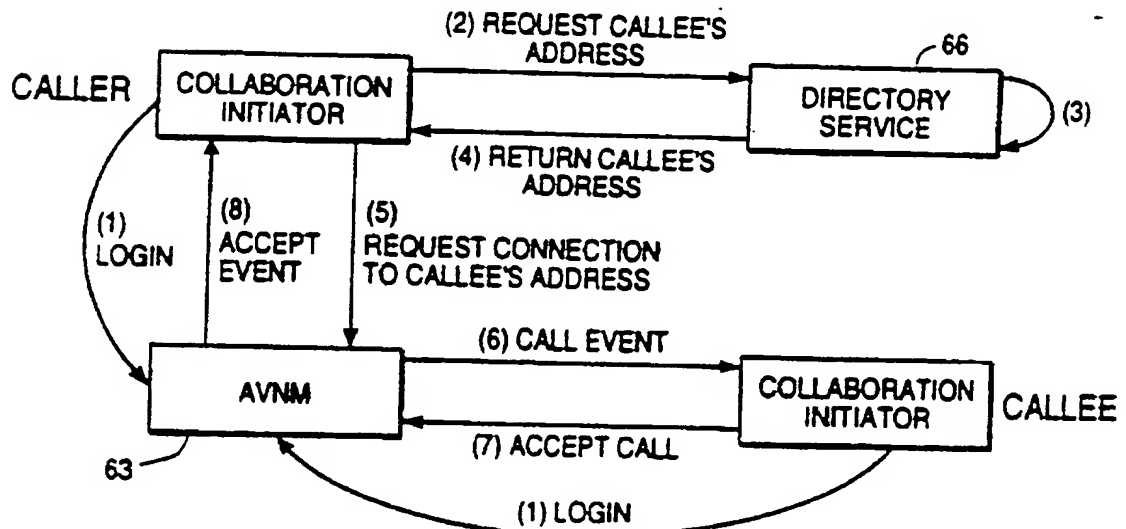 (2) REQUEST CALLEE'S
ADDRESS
66
CALLER
COLLABORATION
INITIATOR
DIRECTORY
SERVICE
(3)
(4) RETURN CALLEE'S
ADDRESS
(1)
LOGIN
(8)
ACCEPT
EVENT
(5)
REQUEST CONNECTION
TO CALLEE'S ADDRESS
(6) CALL EVENT
AVNM
COLLABORATION
INITIATOR
CALLEE
(7) ACCEPT CALL
63
(1) LOGIN